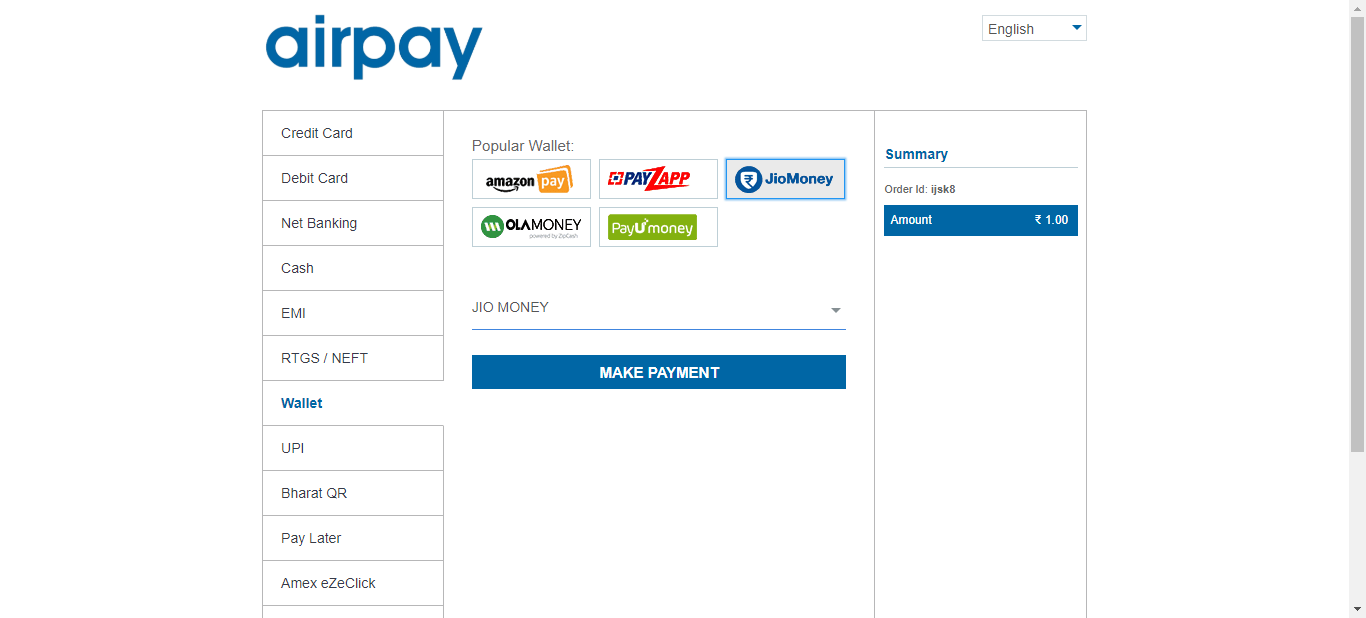 airpay
English
Credit Card
Debit Card
Net Banking
Cash
EMI
RTGS / NEFT
Wallet
UPI
Bharat QR
Pay Later
Amex eZeClick
Popular Wallet:
amazon pay
PAYZAPP
JioMoney
OLAMONEY
powered by ZipCash
PayUmoney
JIO MONEY
MAKE PAYMENT
Summary
Order Id: ijsk8
Amount ₹ 1.00